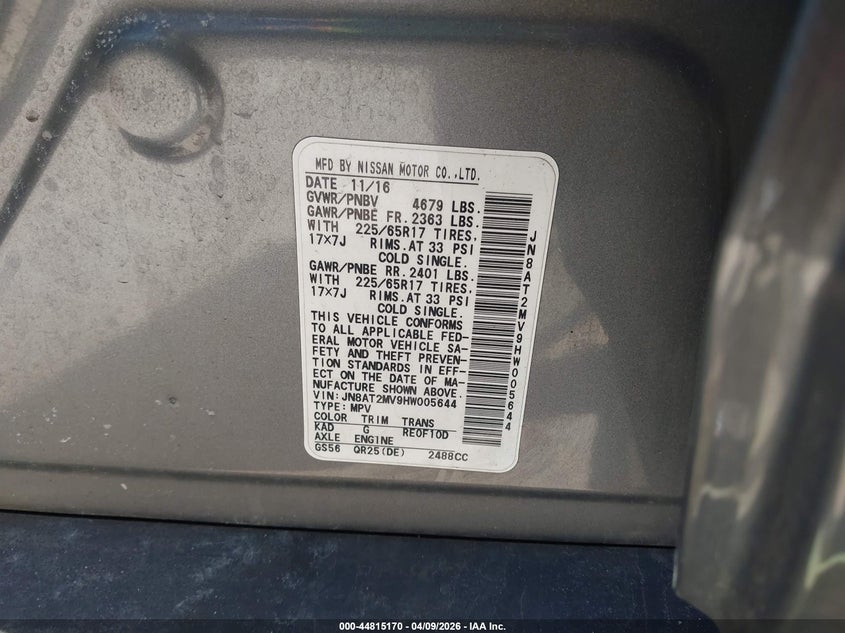 MFD BY NISSAN MOTOR CO.,LTD.
DATE 11/16
GVWR/PNBV 4679 LBS.
GAWR/PNBE FR. 2363 LBS.
WITH 225/65R17 TIRES,
17×7J RIMS.AT 33 PSI
COLD SINGLE.
GAWR/PNBE RR. 2401 LBS.
WITH 225/65R17 TIRES,
17×7J RIMS.AT 33 PSI
COLD SINGLE.
THIS VEHICLE CONFORMS
TO ALL APPLICABLE FED-
ERAL MOTOR VEHICLE SA-
FETY AND THEFT PREVEN-
TION STANDARDS IN EFF-
ECT ON THE DATE OF MA-
NUFACTURE SHOWN ABOVE.
VIN: JN8AT2MV9HW005644
TYPE: MPV
COLOR TRIM TRANS
KAD G RE0F10D
AXLE ENGINE
GS56 QR25(DE) 2488CC
JN8AT2MV9HW005644
000-44815170 | 04/09/2026 | IAA Inc.